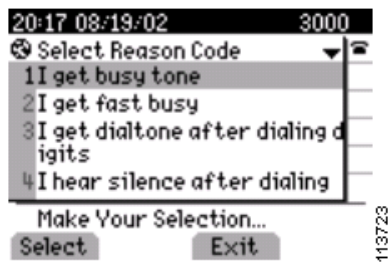 20:17 08/19/02 3000
Select Reason Code
1 I get busy tone
2 I get fast busy
3 I get dialtone after dialing d
igits
4 I hear silence after dialing
Make Your Selection...
Select Exit
113723